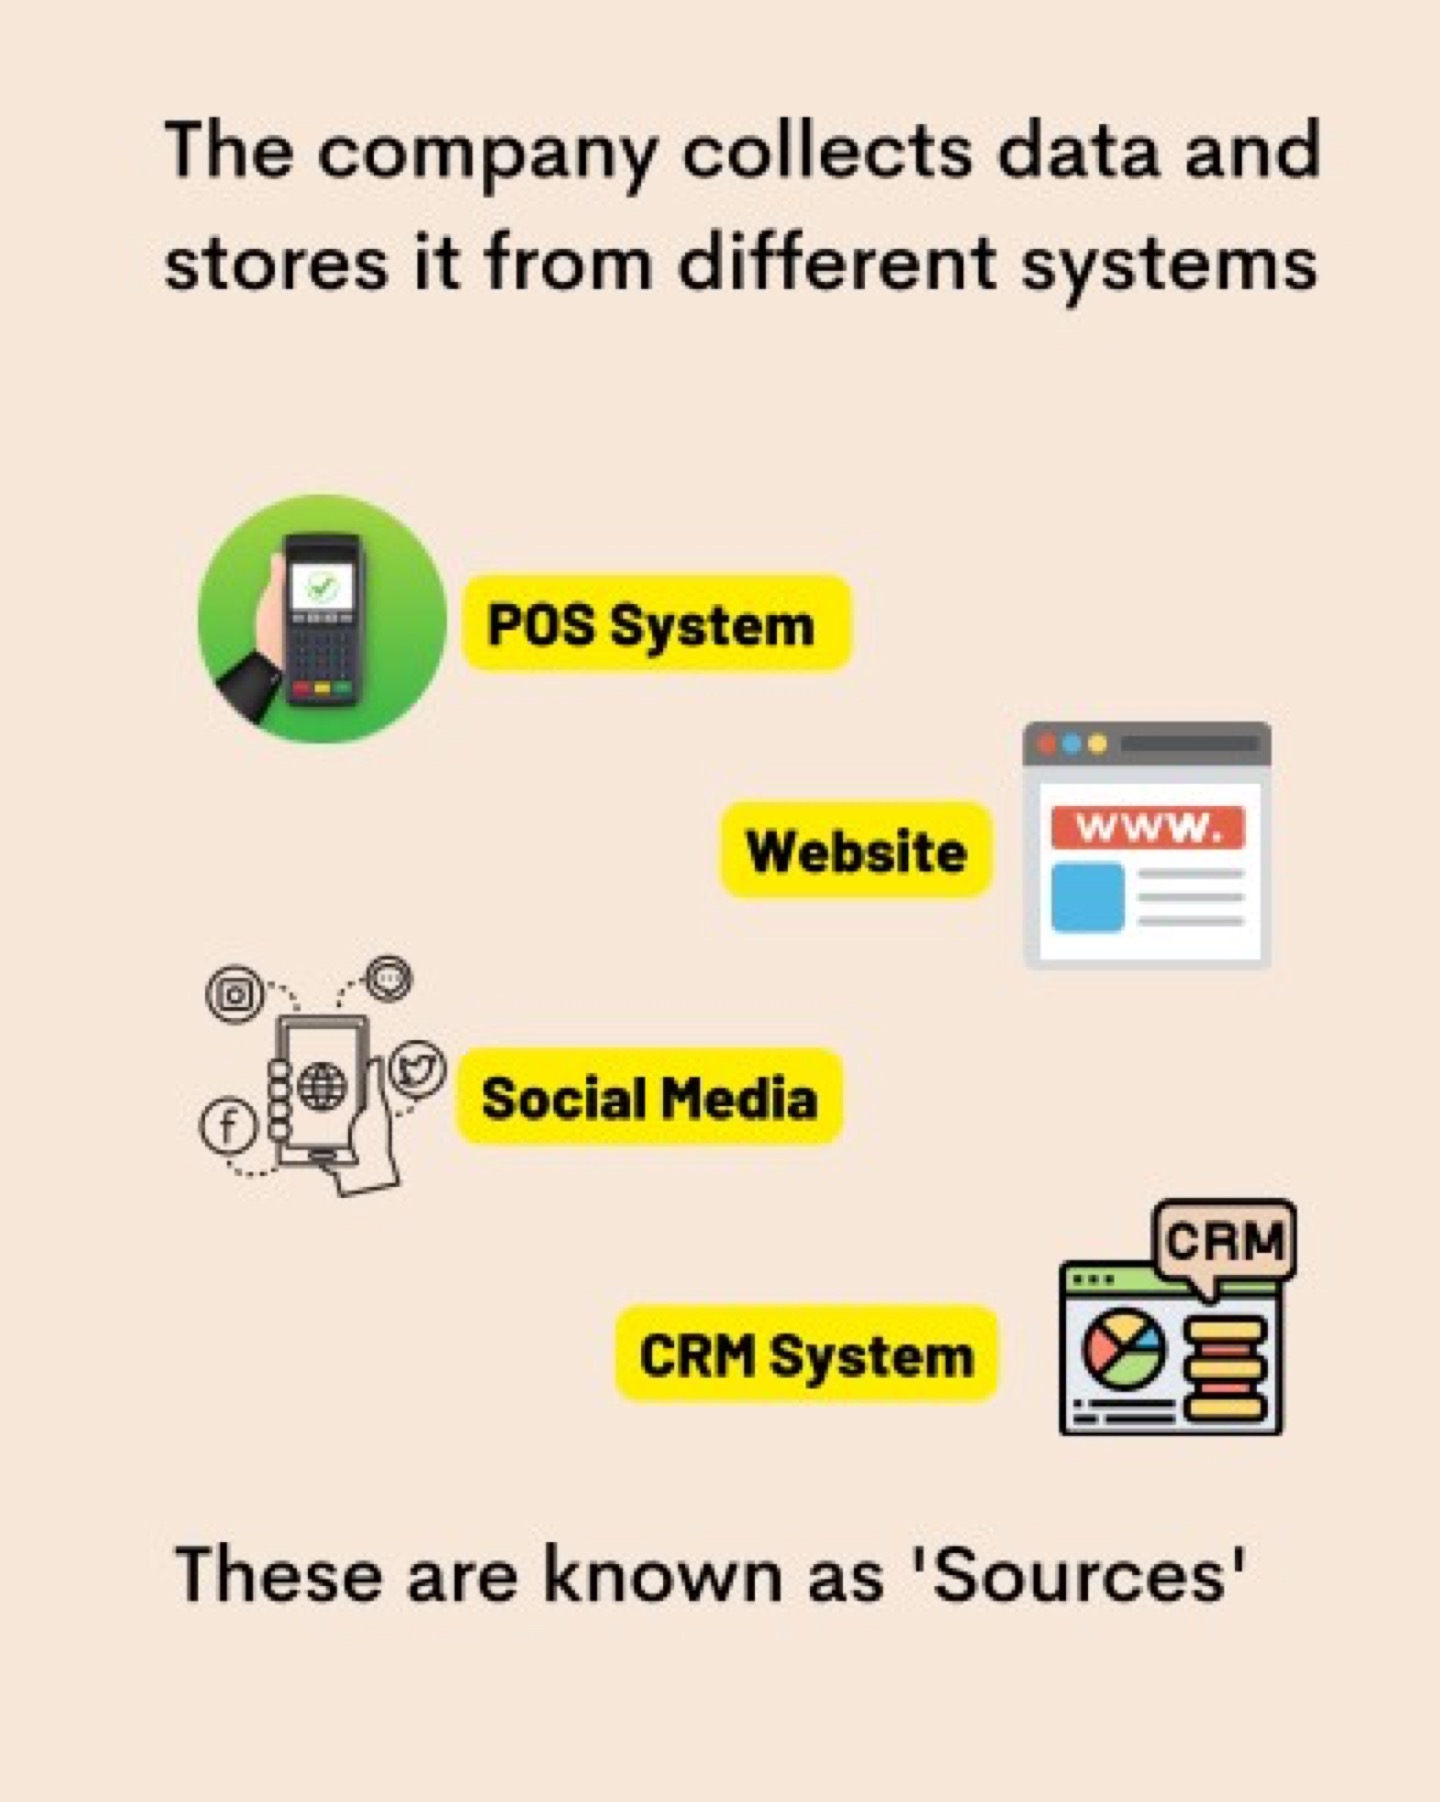 The company collects data and
stores it from different systems
POS System
Website
www.
Social Media
f
CRM
CRM System
These are known as 'Sources'